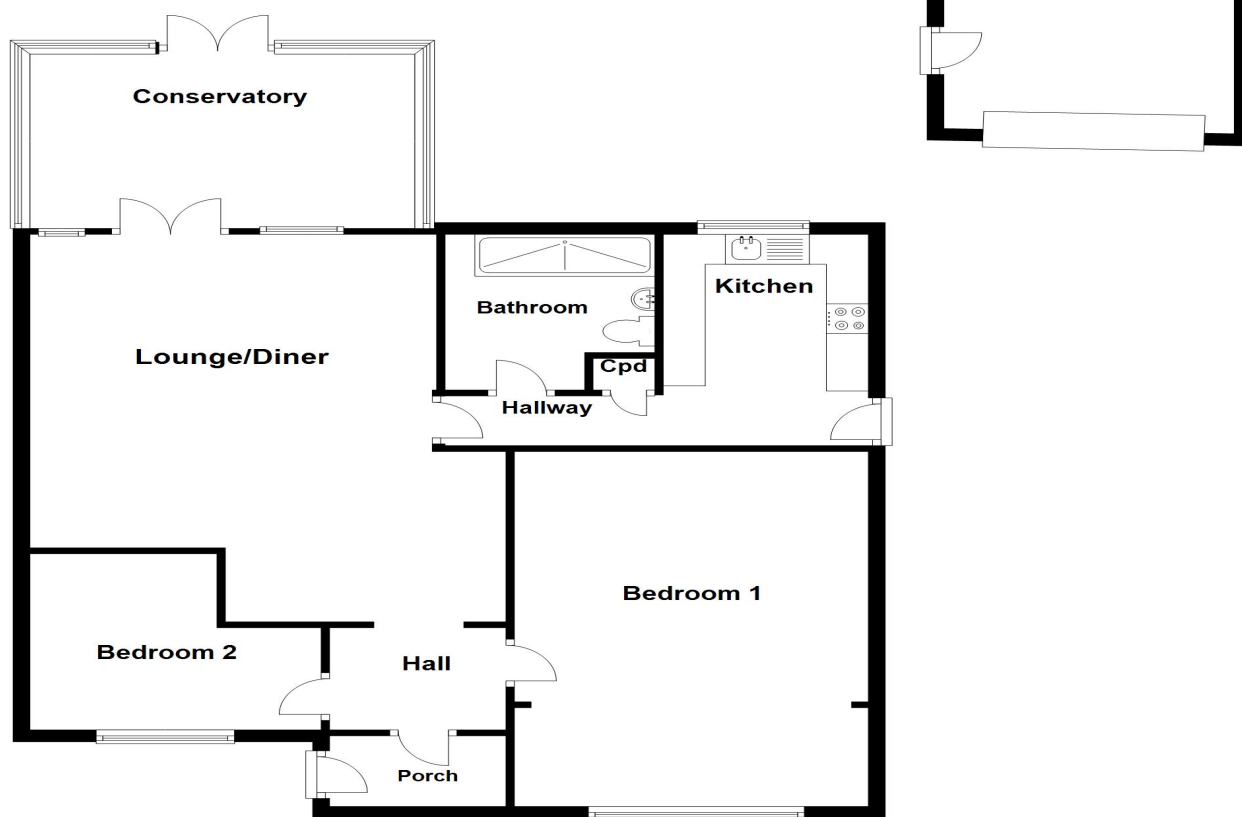 Conservatory
Kitchen
Bathroom
Lounge/Diner
Cpd
Hallway
Bedroom 1
Bedroom 2
Hall
Porch